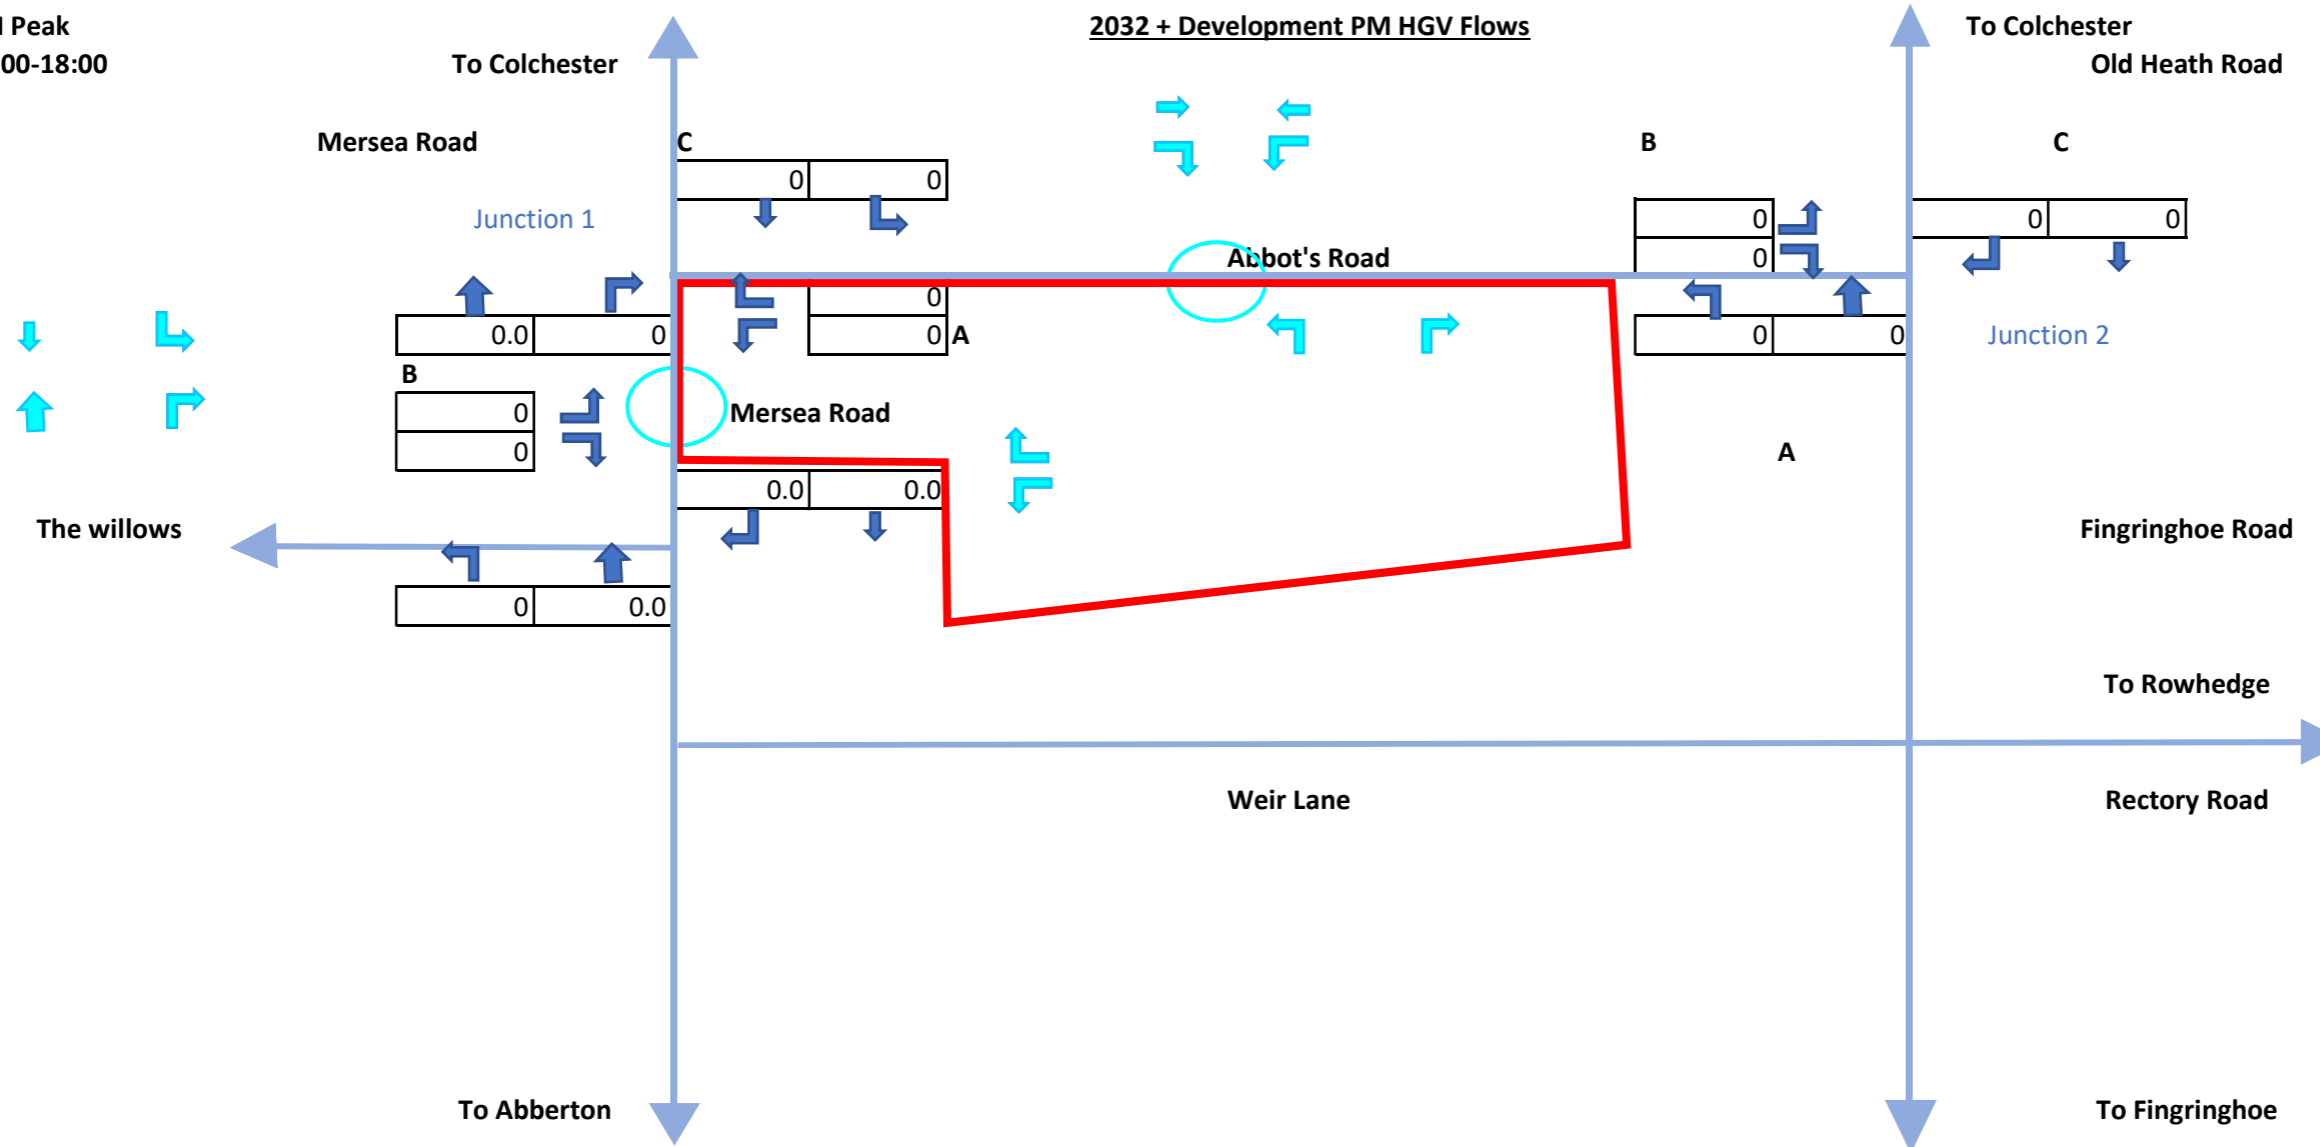 Peak
00-18:00
2032 + Development PM HGV Flows
To Colchester
Old Heath Road
To Colchester
Mersea Road
C
B
C
0 0
Junction 1
0
0 0
0
Abbot's Road
0
0.0 0
0 A
0 0
Junction 2
B
0
Mersea Road
0
A
0.0 0.0
The willows
Fingringhoe Road
0 0.0
To Rowhedge
Weir Lane
Rectory Road
To Abberton
To Fingringhoe